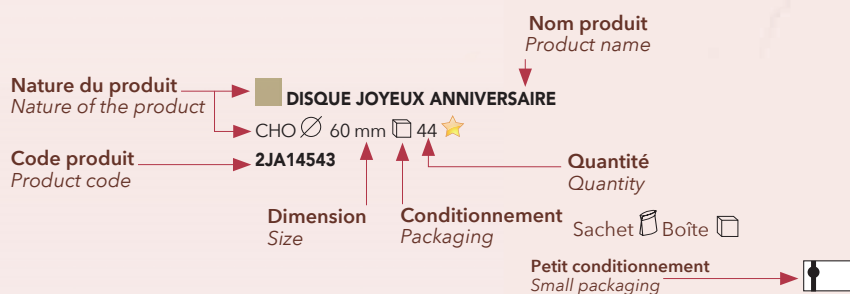 Nom produit
Product name
Nature du produit
Nature of the product
DISQUE JOYEUX ANNIVERSAIRE
CHO Ø 60 mm 44
Code produit
Product code
2JA14543
Quantité
Quantity
Dimension
Size
Conditionnement
Packaging
Sachet Boîte
Petit conditionnement
Small packaging